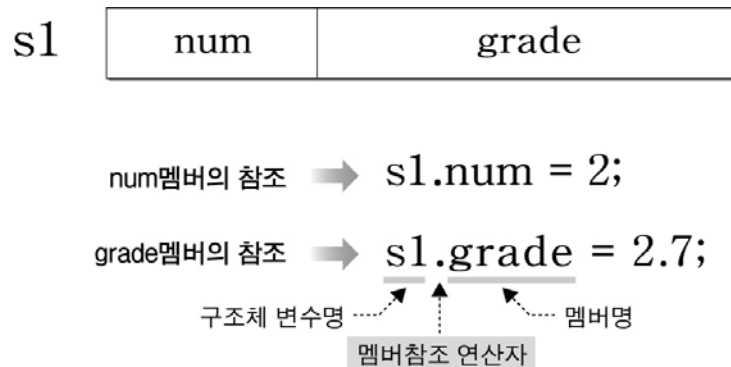 s1 num grade
num멤버의 참조 s1.num = 2;
grade멤버의 참조 s1.grade = 2.7;
구조체 변수명 멤버명
멤버참조 연산자